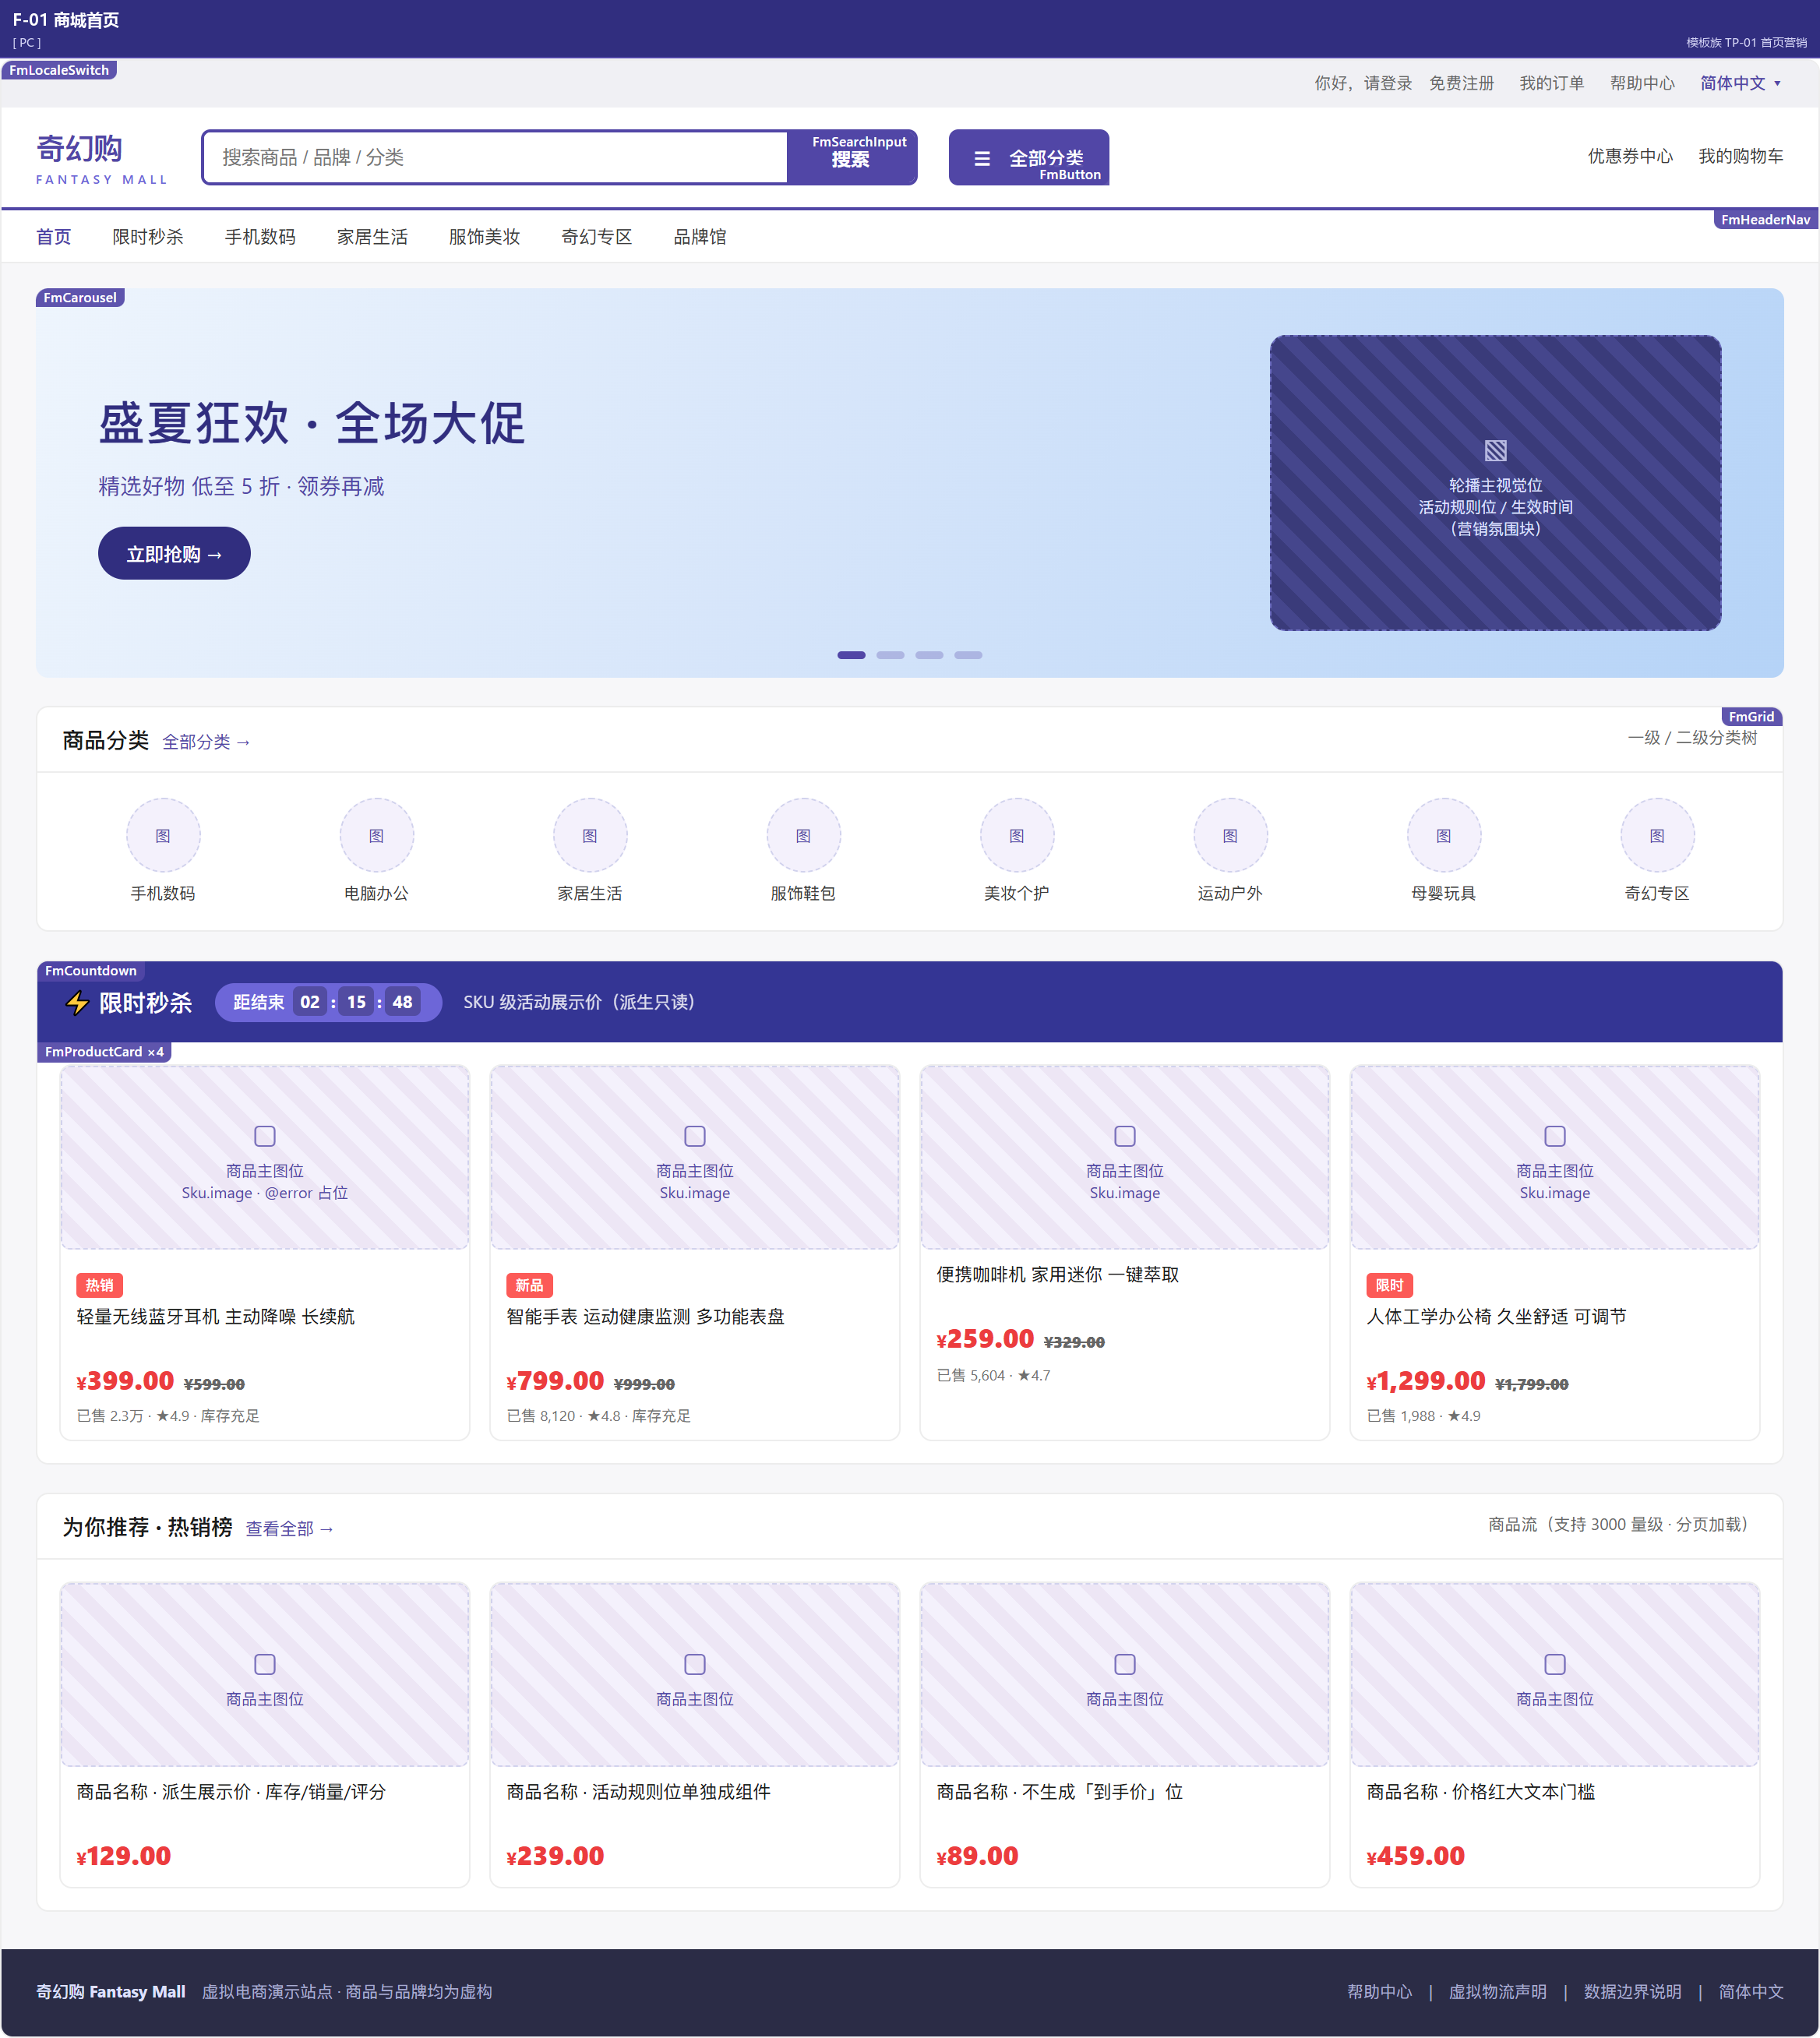 F-01 商城首页
[ PC ]
模板族 TP-01 首页营销
FmLocaleSwitch
你好，请登录 免费注册 我的订单 帮助中心 简体中文 ▾
奇幻购
FANTASY MALL
搜索商品 / 品牌 / 分类
FmSearchInput
搜索
☰ 全部分类
FmButton
优惠券中心 我的购物车
FmHeaderNav
首页 限时秒杀 手机数码 家居生活 服饰美妆 奇幻专区 品牌馆
FmCarousel
盛夏狂欢 · 全场大促
精选好物 低至 5 折 · 领券再减
立即抢购 →
轮播主视觉位
活动规则位 / 生效时间
（营销氛围块）
FmGrid
商品分类 全部分类 →
一级 / 二级分类树
图 图 图 图 图 图 图 图
手机数码 电脑办公 家居生活 服饰鞋包 美妆个护 运动户外 母婴玩具 奇幻专区
FmCountdown
⚡ 限时秒杀 距结束 02 : 15 : 48 SKU 级活动展示价（派生只读）
FmProductCard ×4
商品主图位
Sku.image · @error 占位
热销
轻量无线蓝牙耳机 主动降噪 长续航
¥399.00 ¥599.00
已售 2.3万 · ★4.9 · 库存充足
商品主图位
Sku.image
新品
智能手表 运动健康监测 多功能表盘
¥799.00 ¥999.00
已售 8,120 · ★4.8 · 库存充足
商品主图位
Sku.image
便携咖啡机 家用迷你 一键萃取
¥259.00 ¥329.00
已售 5,604 · ★4.7
商品主图位
Sku.image
限时
人体工学办公椅 久坐舒适 可调节
¥1,299.00 ¥1,799.00
已售 1,988 · ★4.9
为你推荐 · 热销榜 查看全部 →
商品流（支持 3000 量级 · 分页加载）
商品主图位
商品名称 · 派生展示价 · 库存/销量/评分
¥129.00
商品主图位
商品名称 · 活动规则位单独成组件
¥239.00
商品主图位
商品名称 · 不生成「到手价」位
¥89.00
商品主图位
商品名称 · 价格红大文本门槛
¥459.00
奇幻购 Fantasy Mall 虚拟电商演示站点 · 商品与品牌均为虚构
帮助中心 | 虚拟物流声明 | 数据边界说明 | 简体中文